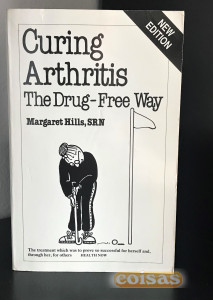 NEW
EDITION
Curing
Arthritis
The Drug-Free Way
Margaret Hills, SRN
The treatment which was to prove so successful for herself and,
through her, for others HEALTH NOW
coisas